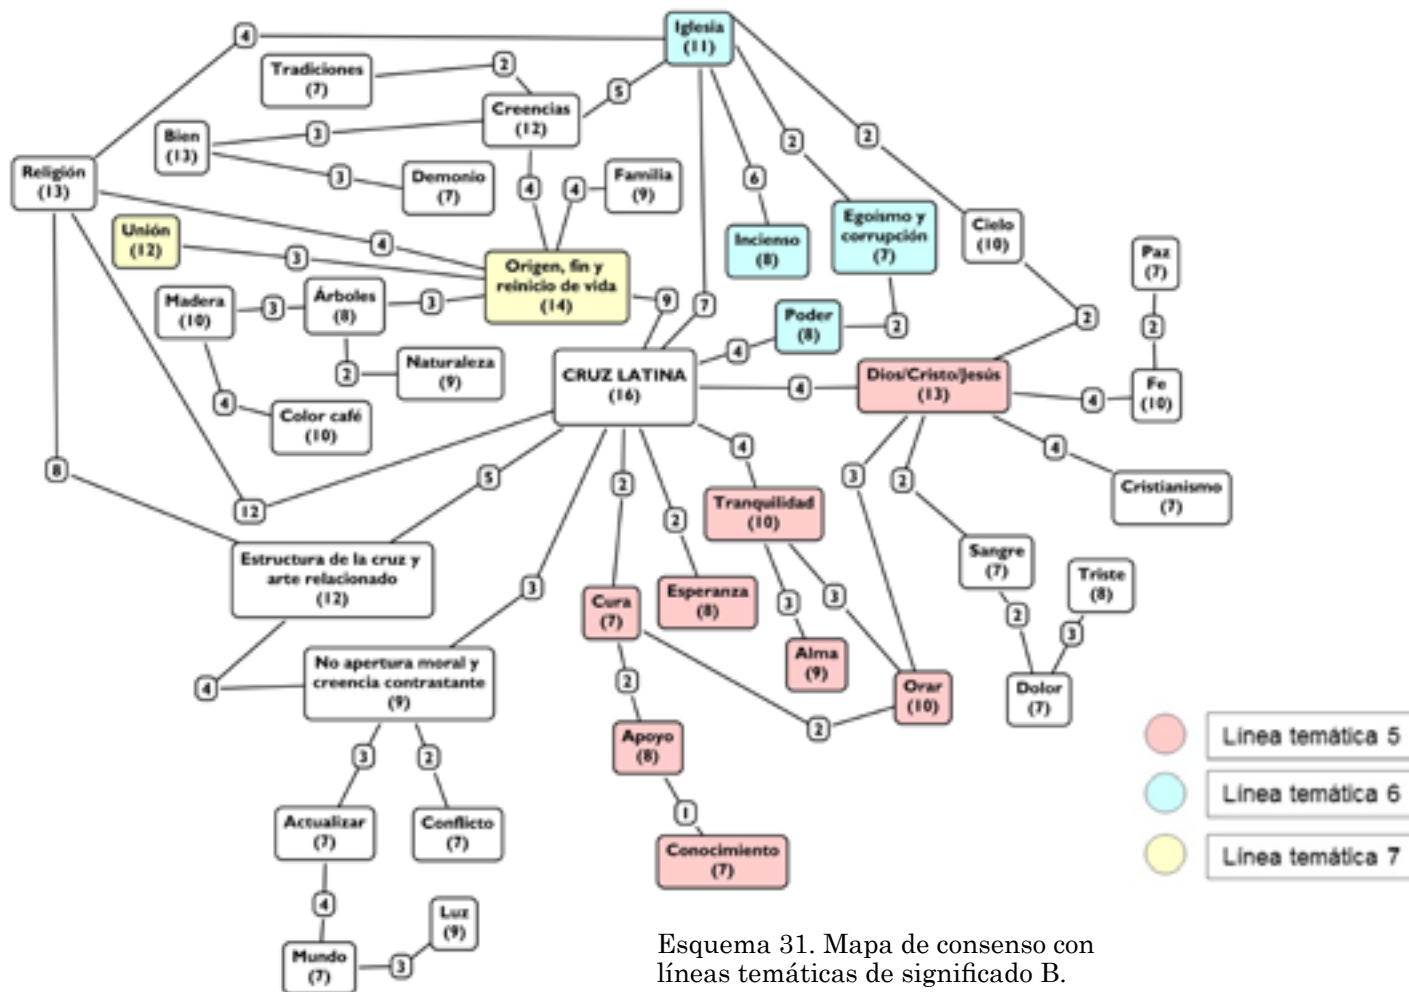 Iglesia
(11)
4
Tradiciones
(7)
2
5
Creencias
(12)
Bien
(13)
3
2
2
Religión
(13)
3
Demonio
(7)
4
4
Familia
(9)
6
Unión
(12)
4
3
Incienso
(8)
Egoísmo y
corrupción
(7)
Cielo
(10)
Paz
(7)
Origen, fin y
reinicio de vida
(14)
Madera
(10)
3
Árboles
(8)
3
9
7
Poder
(8)
2
2
2
Naturaleza
(9)
2
4
CRUZ LATINA
(16)
4
Dios/Cristo/Jesús
(13)
4
Fe
(10)
4
Color café
(10)
8
12
5
2
4
3
2
4
Cristianismo
(7)
Tranquilidad
(10)
2
Estructura de la cruz y
arte relacionado
(12)
3
Cura
(7)
Esperanza
(8)
3
3
Sangre
(7)
Triste
(8)
2
3
No apertura moral y
creencia contrastante
(9)
4
2
Alma
(9)
Orar
(10)
Dolor
(7)
2
Apoyo
(8)
3
2
1
Actualizar
(7)
Conflicto
(7)
Conocimiento
(7)
4
Luz
(9)
Mundo
(7)
3
Línea temática 5
Línea temática 6
Línea temática 7
Esquema 31. Mapa de consenso con
líneas temáticas de significado B.